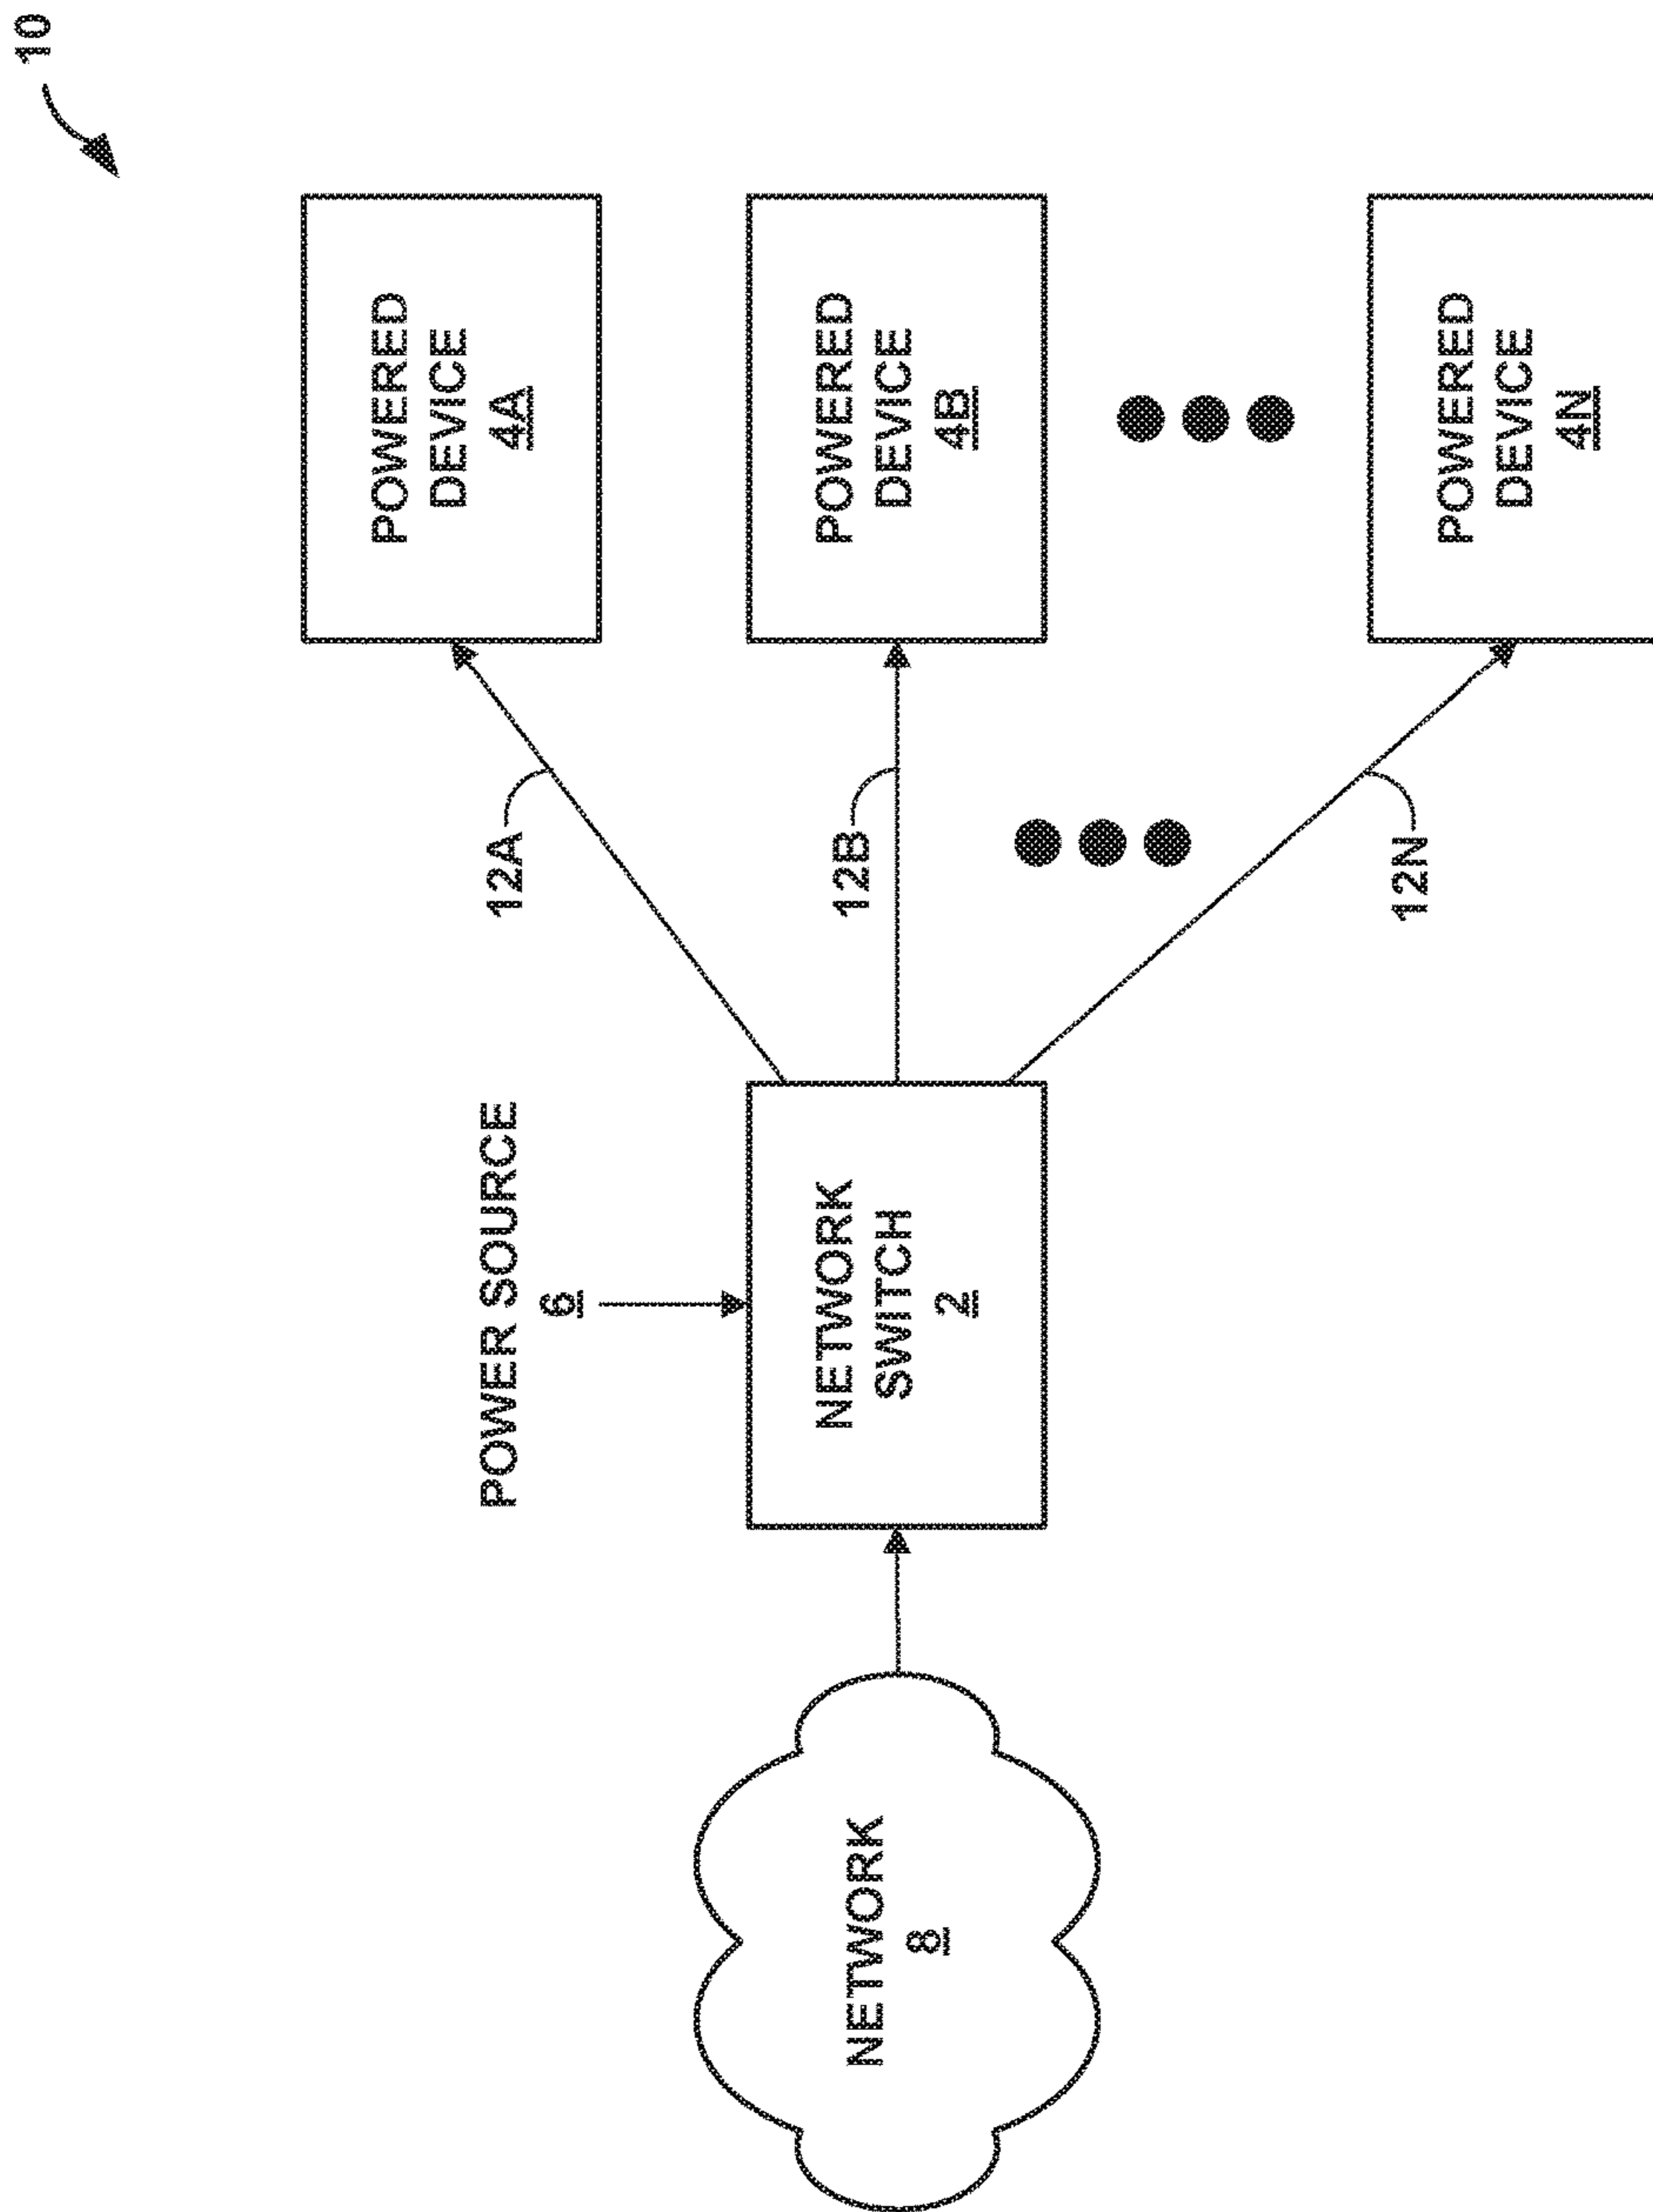 10
POWER SOURCE
6
NETWORK
8
NETWORK
SWITCH
2
12A
12B
12N
POWERED
DEVICE
4A
POWERED
DEVICE
4B
POWERED
DEVICE
4N